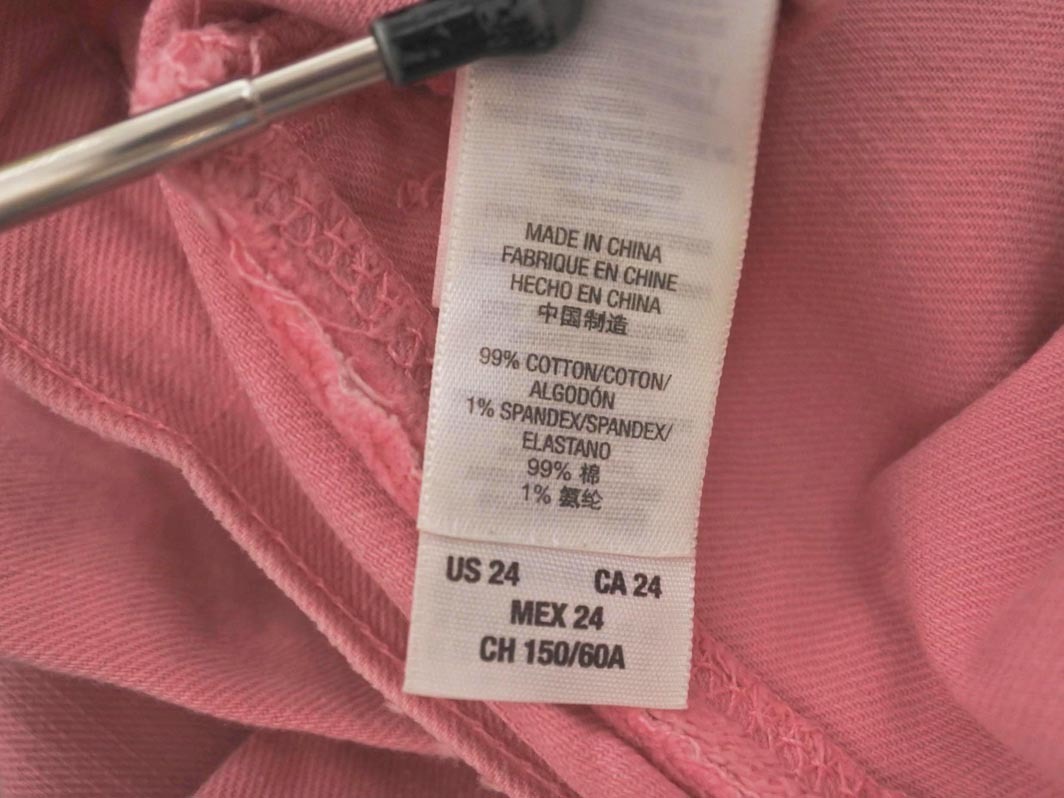 MADE IN CHINA
FABRIQUE EN CHINE
HECHO EN CHINA
中国制造
99% COTTON/COTON/
ALGODÓN
1% SPANDEX/SPANDEX/
ELASTANO
99% 棉
1% 氨纶
US 24 CA 24
MEX 24
CH 150/60A